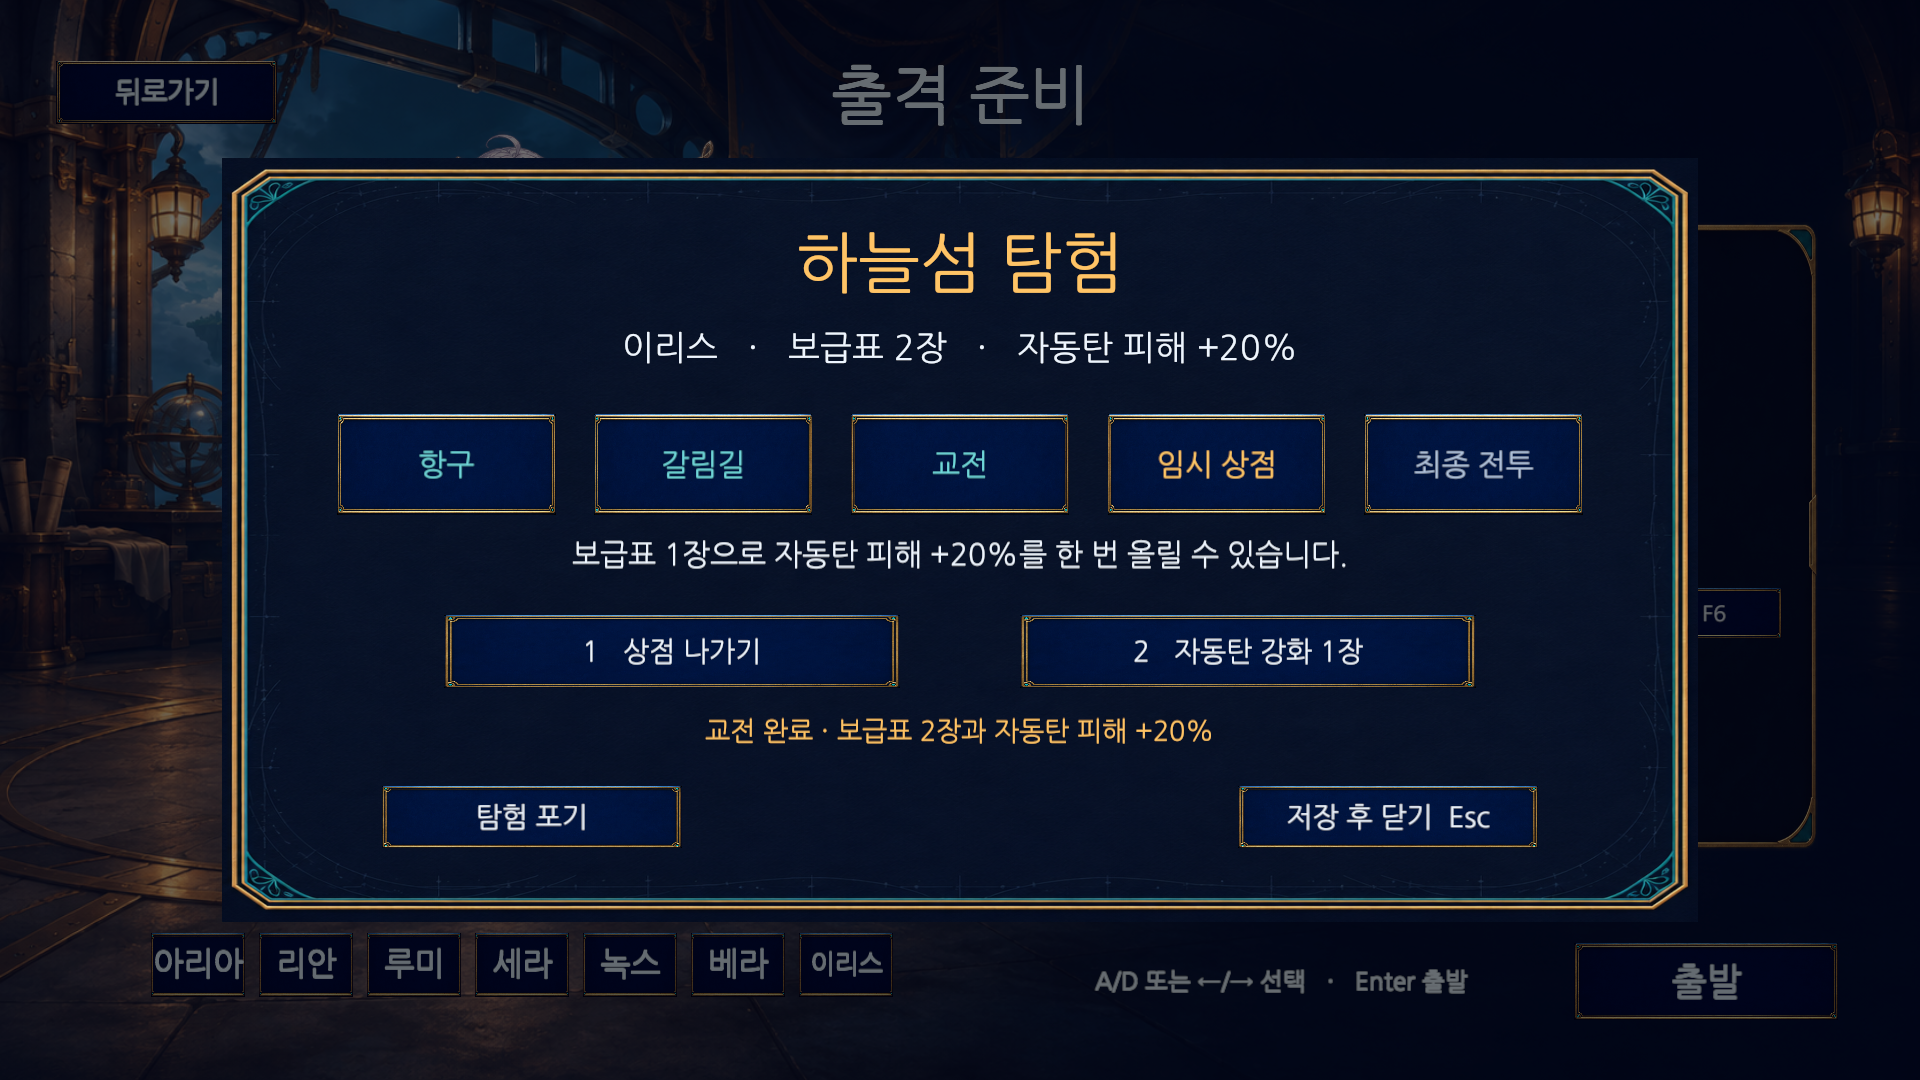 뒤로가기
출격 준비
하늘섬 탐험
이리스 · 보급표 2장 · 자동탄 피해 +20%
항구
갈림길
교전
임시 상점
최종 전투
보급표 1장으로 자동탄 피해 +20%를 한 번 올릴 수 있습니다.
1 상점 나가기
2 자동탄 강화 1장
F6
교전 완료 · 보급표 2장과 자동탄 피해 +20%
탐험 포기
저장 후 닫기 Esc
아리아
리안
루미
세라
녹스
베라
이리스
A/D 또는 ←/→ 선택 · Enter 출발
출발